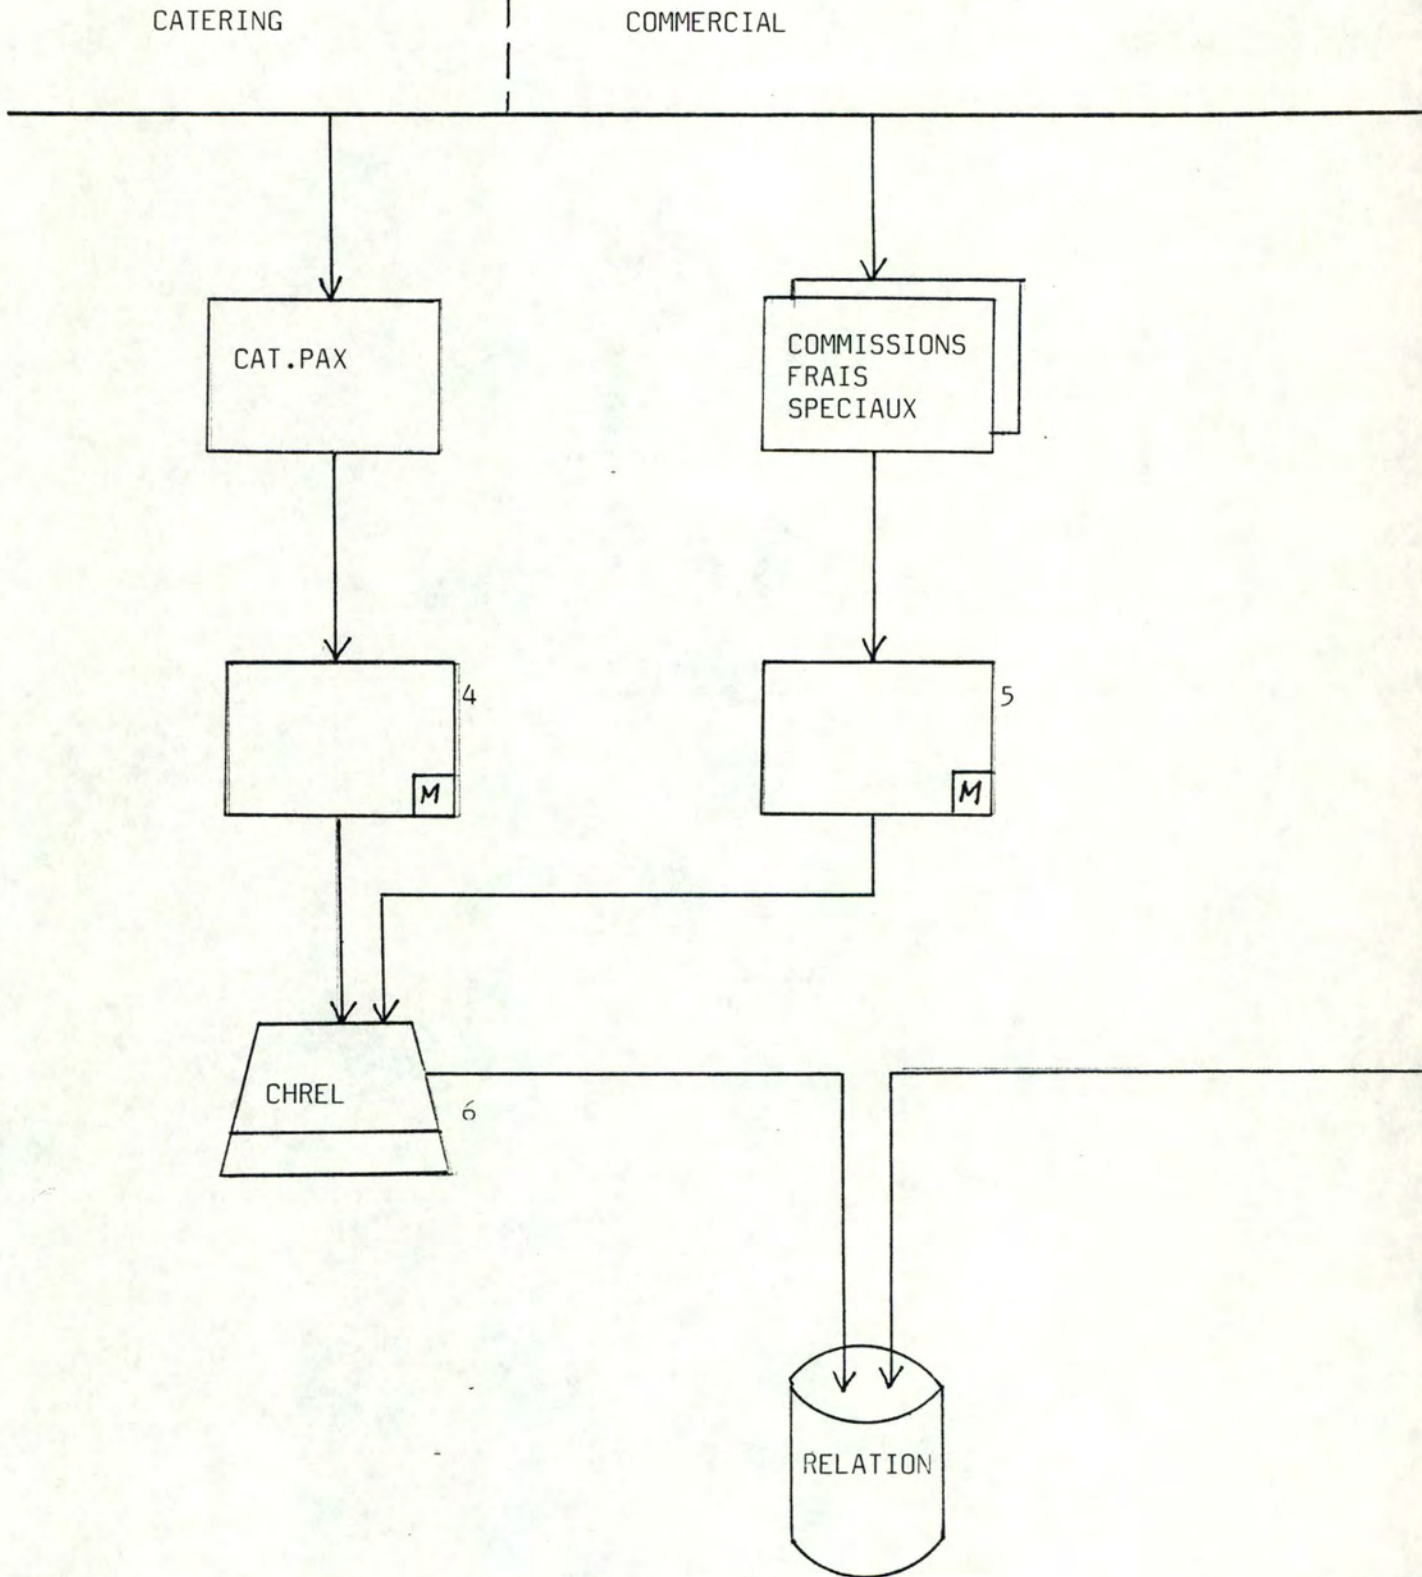 CATERING
COMMERCIAL
CAT.PAX
COMMISSIONS
FRAIS
SPECIAUX
4
5
M
M
CHREL
6
RELATION